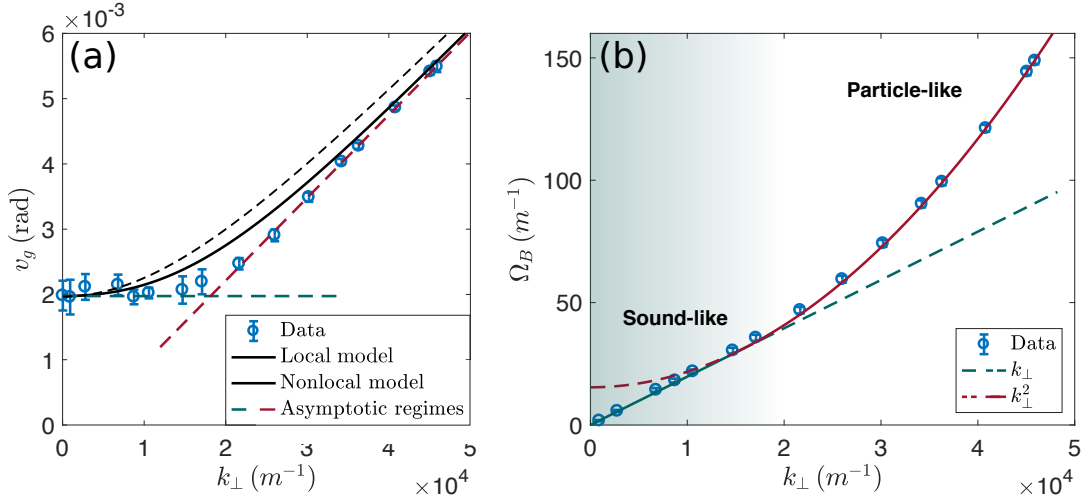 ×10⁻³
(a)
6
5
4
3
2
1
0
v_g (rad)
Data
Local model
Nonlocal model
Asymptotic regimes
0 1 2 3 4 5
k_⊥ (m⁻¹)
×10⁴
(b)
150
100
50
0
Ω_B (m⁻¹)
Particle-like
Sound-like
Data
k_⊥
k_⊥²
0 1 2 3 4 5
k_⊥ (m⁻¹)
×10⁴